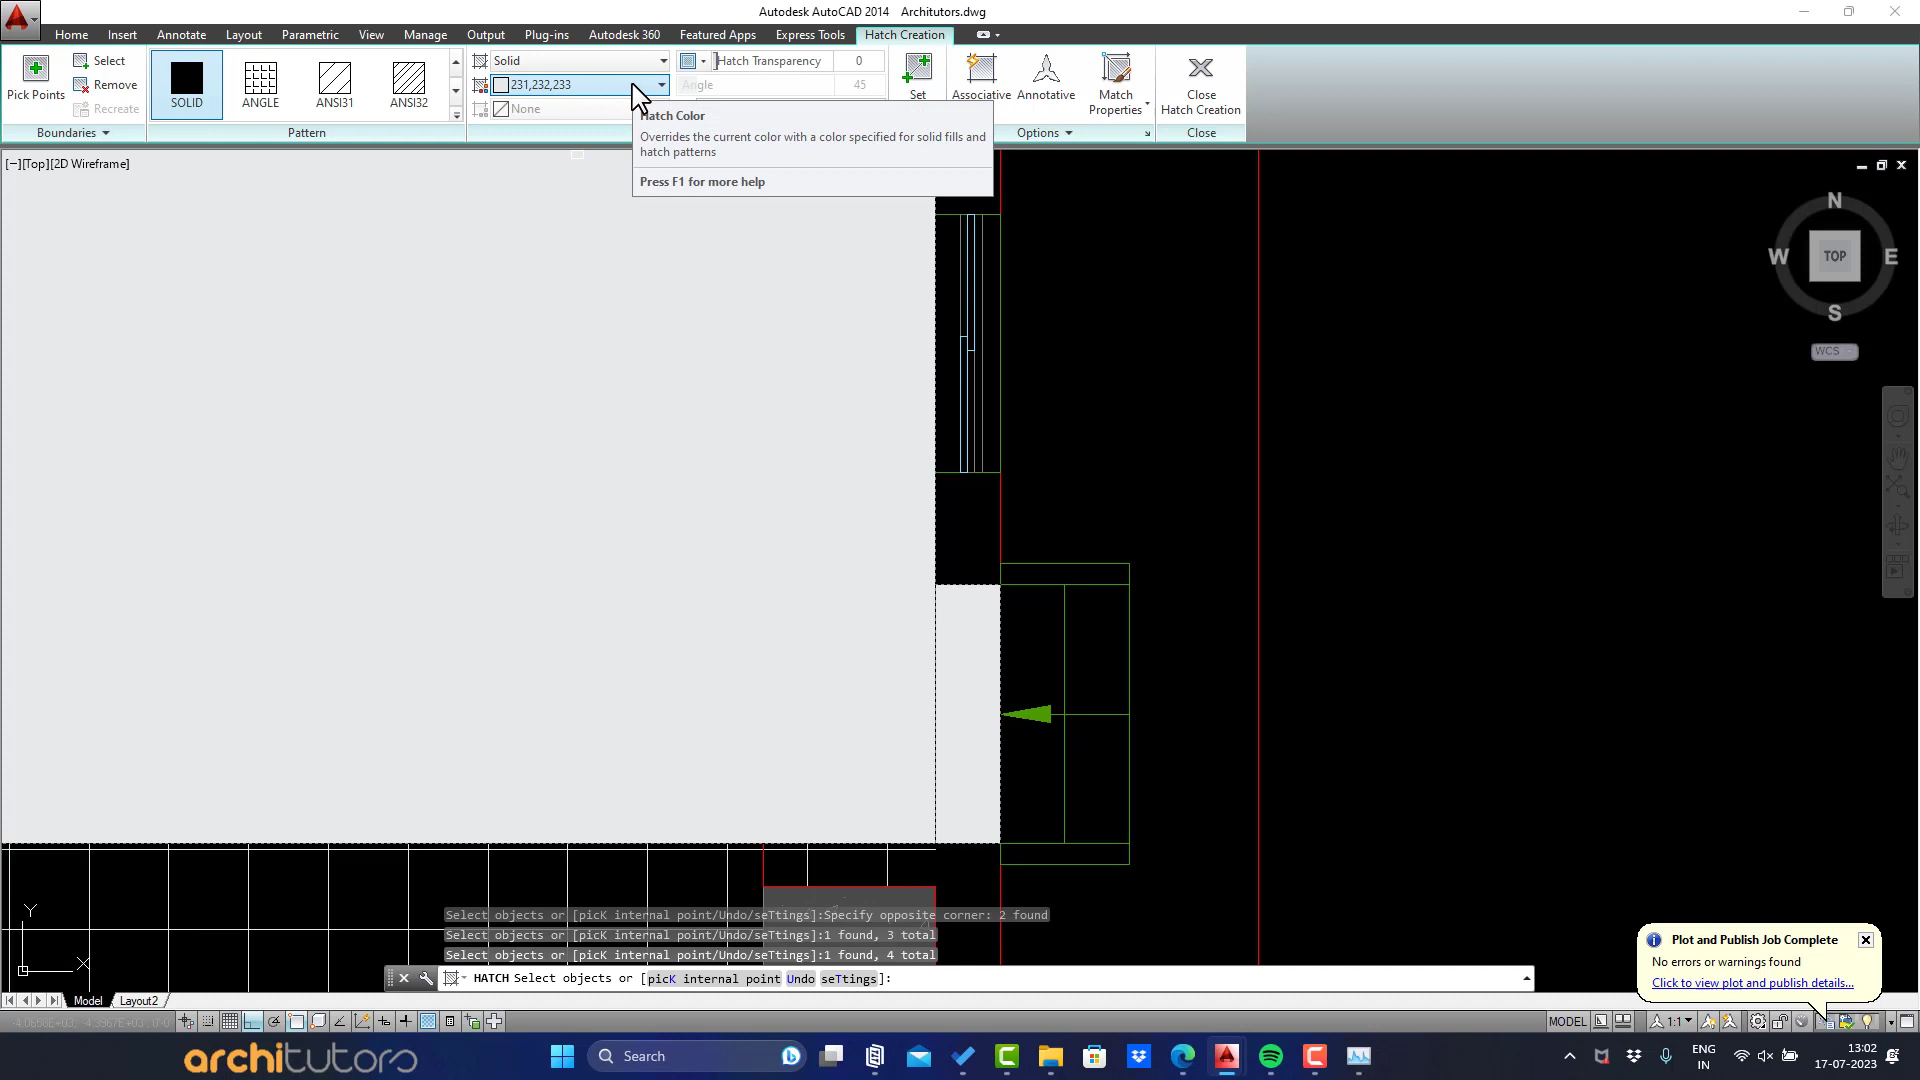 Autodesk AutoCAD 2014 Architutors.dwg
Home Insert Annotate Layout Parametric View Manage Output Plug-ins Autodesk 360 Featured Apps Express Tools Hatch Creation
Pick Points
Select
Remove
Recreate
SOLID
ANGLE
ANSI31
ANSI32
Solid
231,232,233
None
Hatch Transparency 0
Angle 45
Set
Associative
Annotative
Match
Properties
Close
Hatch Creation
Boundaries
Pattern
Options
Close
Hatch Color
Overrides the current color with a color specified for solid fills and
hatch patterns
Press F1 for more help
[−][Top][2D Wireframe]
N
W TOP E
S
WCS
Y
X
Select objects or [picK internal point/Undo/seTtings]:Specify opposite corner: 2 found
Select objects or [picK internal point/Undo/seTtings]:1 found, 3 total
Select objects or [picK internal point/Undo/seTtings]:1 found, 4 total
HATCH Select objects or [picK internal point Undo seTtings]:
Plot and Publish Job Complete
No errors or warnings found
Click to view plot and publish details...
Model Layout2
MODEL
1:1
architutors
Search
ENG
IN
13:02
17-07-2023